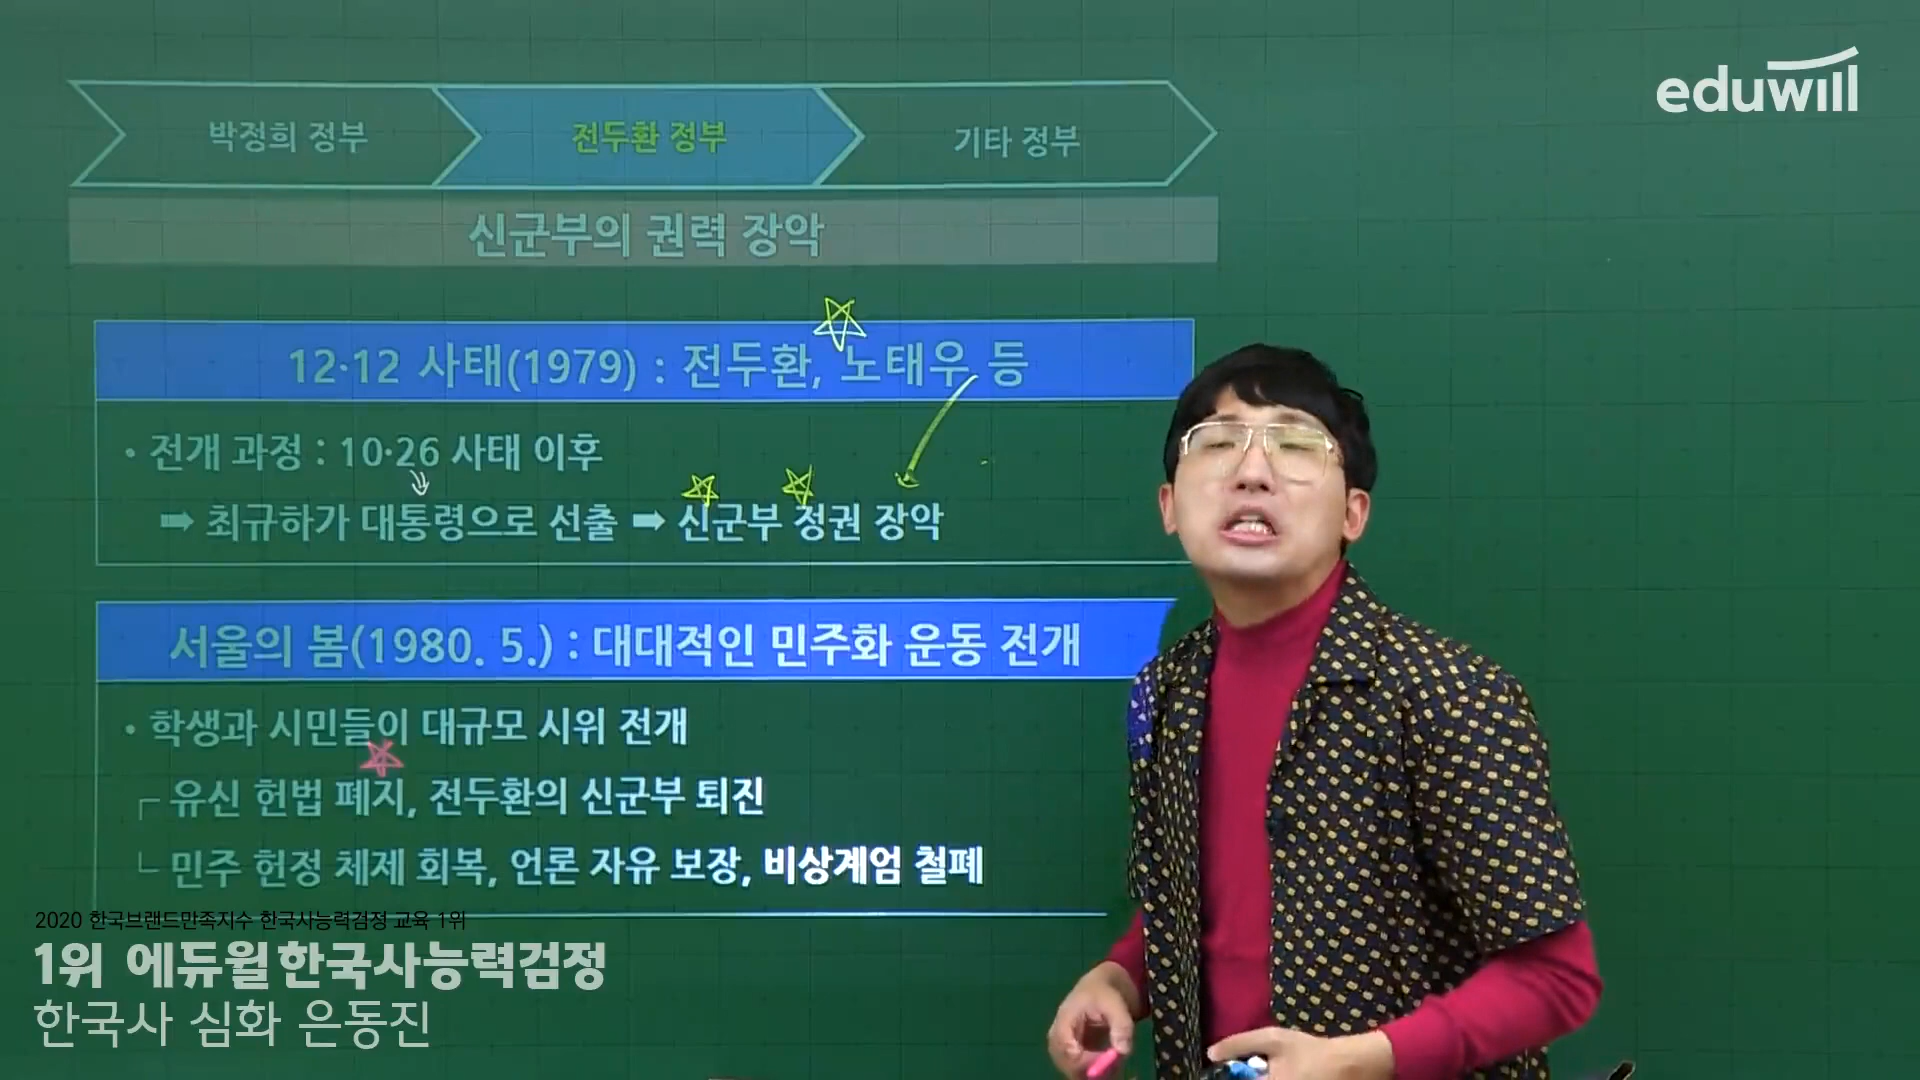 eduwill
박정희 정부
전두환 정부
기타 정부
신군부의 권력 장악
12·12 사태(1979) : 전두환, 노태우 등
• 전개 과정 : 10·26 사태 이후
➡ 최규하가 대통령으로 선출 ➡ 신군부 정권 장악
서울의 봄(1980. 5.) : 대대적인 민주화 운동 전개
• 학생과 시민들이 대규모 시위 전개
┌ 유신 헌법 폐지, 전두환의 신군부 퇴진
└ 민주 헌정 체제 회복, 언론 자유 보장, 비상계엄 철폐
2020 한국브랜드만족지수 한국사능력검정 교육 1위
1위 에듀윌 한국사능력검정
한국사 심화 은동진